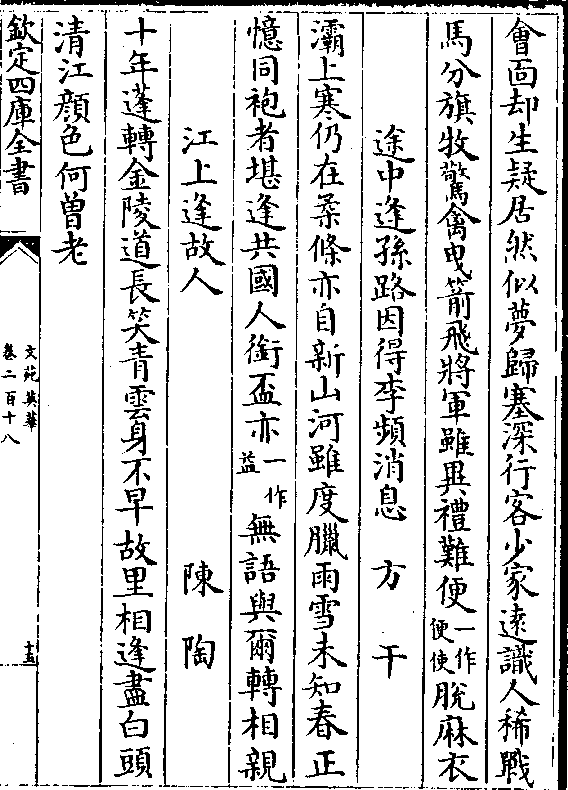 會靣却生疑居然似夢歸塞深行客少家逺識人稀戰
馬分旗牧驚禽曳箭飛將軍雖異禮難便一作便使脫麻衣
途中逢孫路因得李頻消息 方干
灞上寒仍在柔條亦自新山河雖度臘雨雪未知春正
憶同袍者堪逢共國人銜盃亦一作益無語與爾轉相親
江上逢故人 陳陶
十年蓬轉金陵道長笑青雲身不早故里相逢盡白頭
清江顔色何曽老
欽定四庫全書
文苑英華
卷二百十八
十五